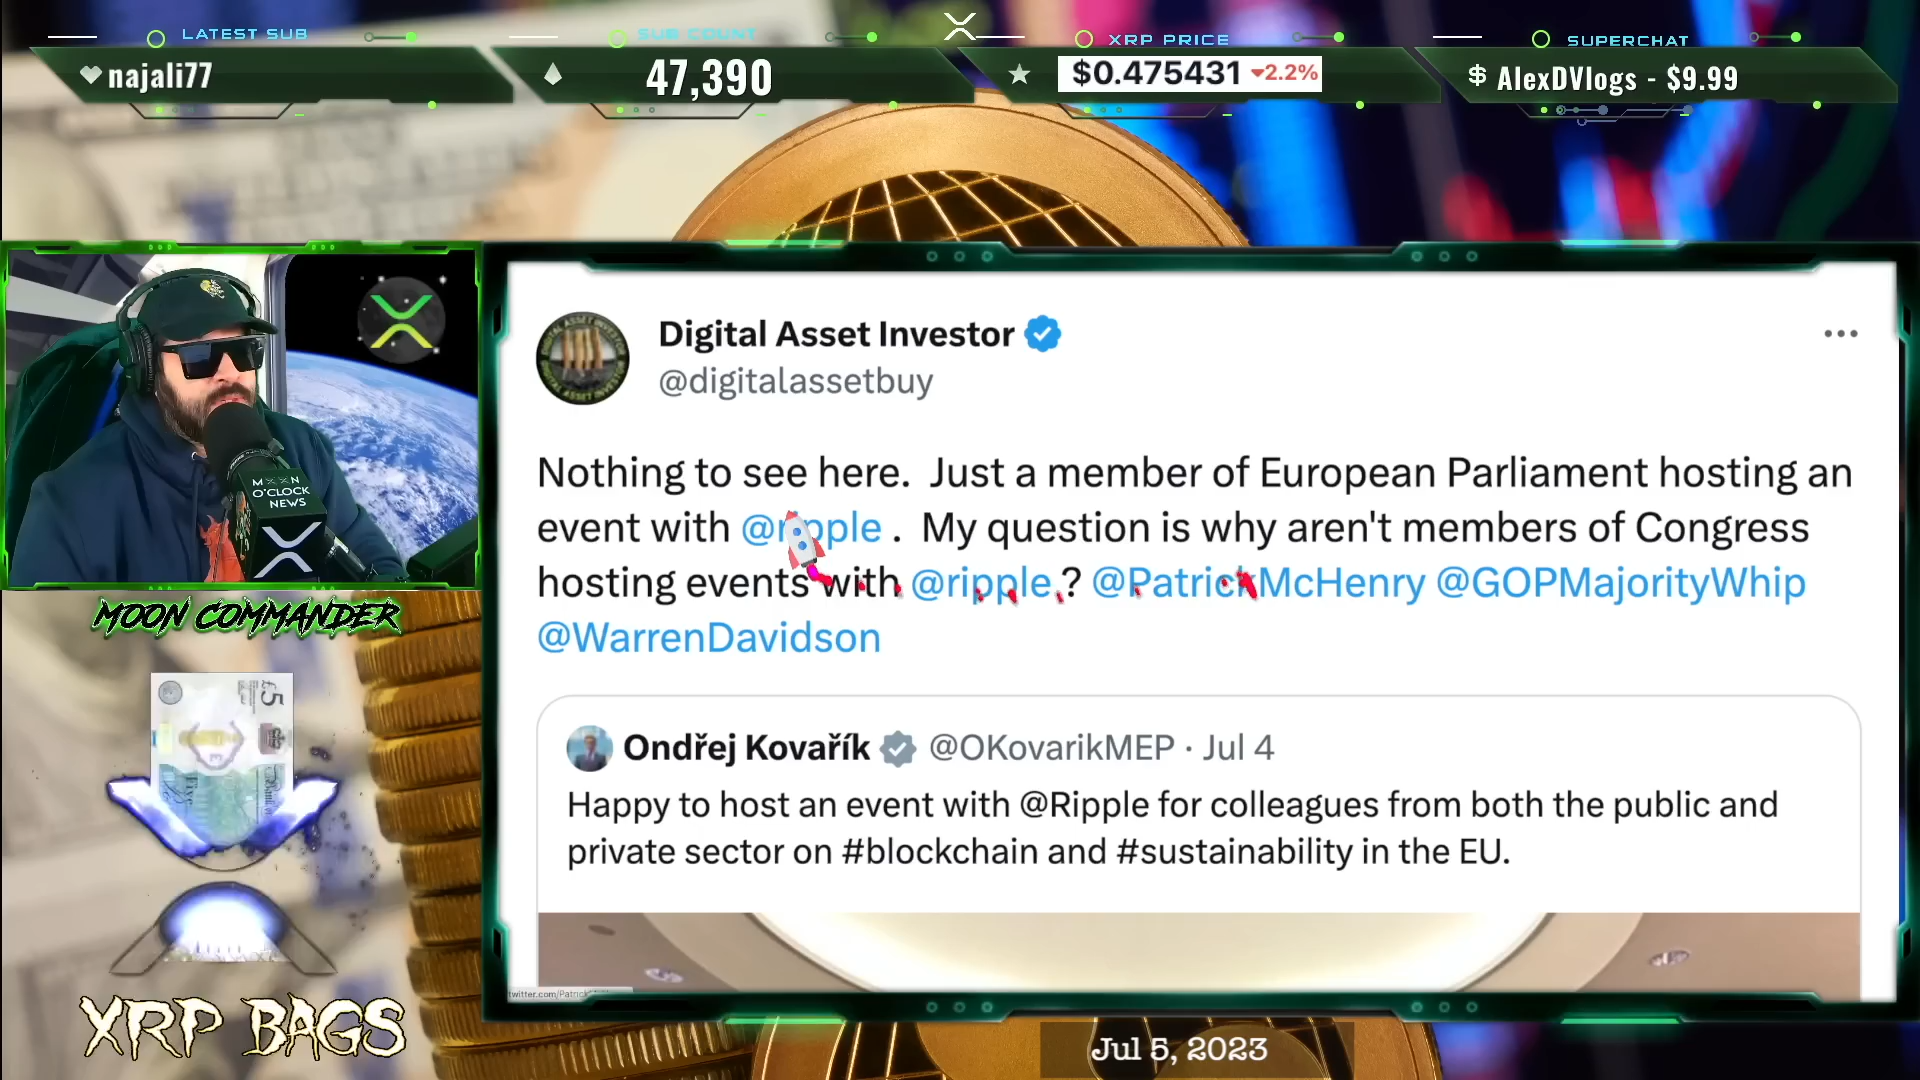 LATEST SUB
najali77
SUB COUNT
47,390
XRP PRICE
$0.475431 2.2%
SUPERCHAT
$ AlexDVlogs - $9.99
MXXN
O'CLOCK
NEWS
MOON COMMANDER
£5
XRP BAGS
Digital Asset Investor
@digitalassetbuy
Nothing to see here. Just a member of European Parliament hosting an
event with @ripple . My question is why aren't members of Congress
hosting events with @ripple ? @PatrickMcHenry @GOPMajorityWhip
@WarrenDavidson
Ondřej Kovařík @OKovarikMEP · Jul 4
Happy to host an event with @Ripple for colleagues from both the public and
private sector on #blockchain and #sustainability in the EU.
Jul 5, 2023